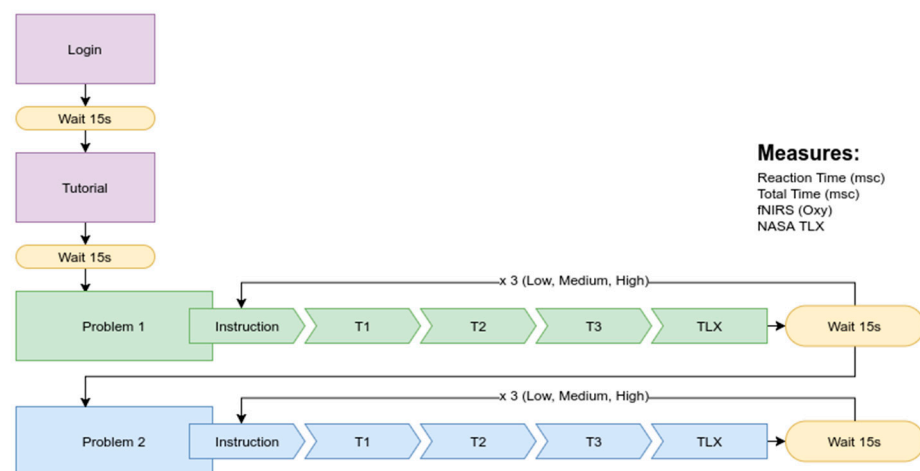 Login
Wait 15s
Tutorial
Wait 15s
Measures:
Reaction Time (msc)
Total Time (msc)
fNIRS (Oxy)
NASA TLX
x 3 (Low, Medium, High)
Problem 1 Instruction T1 T2 T3 TLX Wait 15s
x 3 (Low, Medium, High)
Problem 2 Instruction T1 T2 T3 TLX Wait 15s